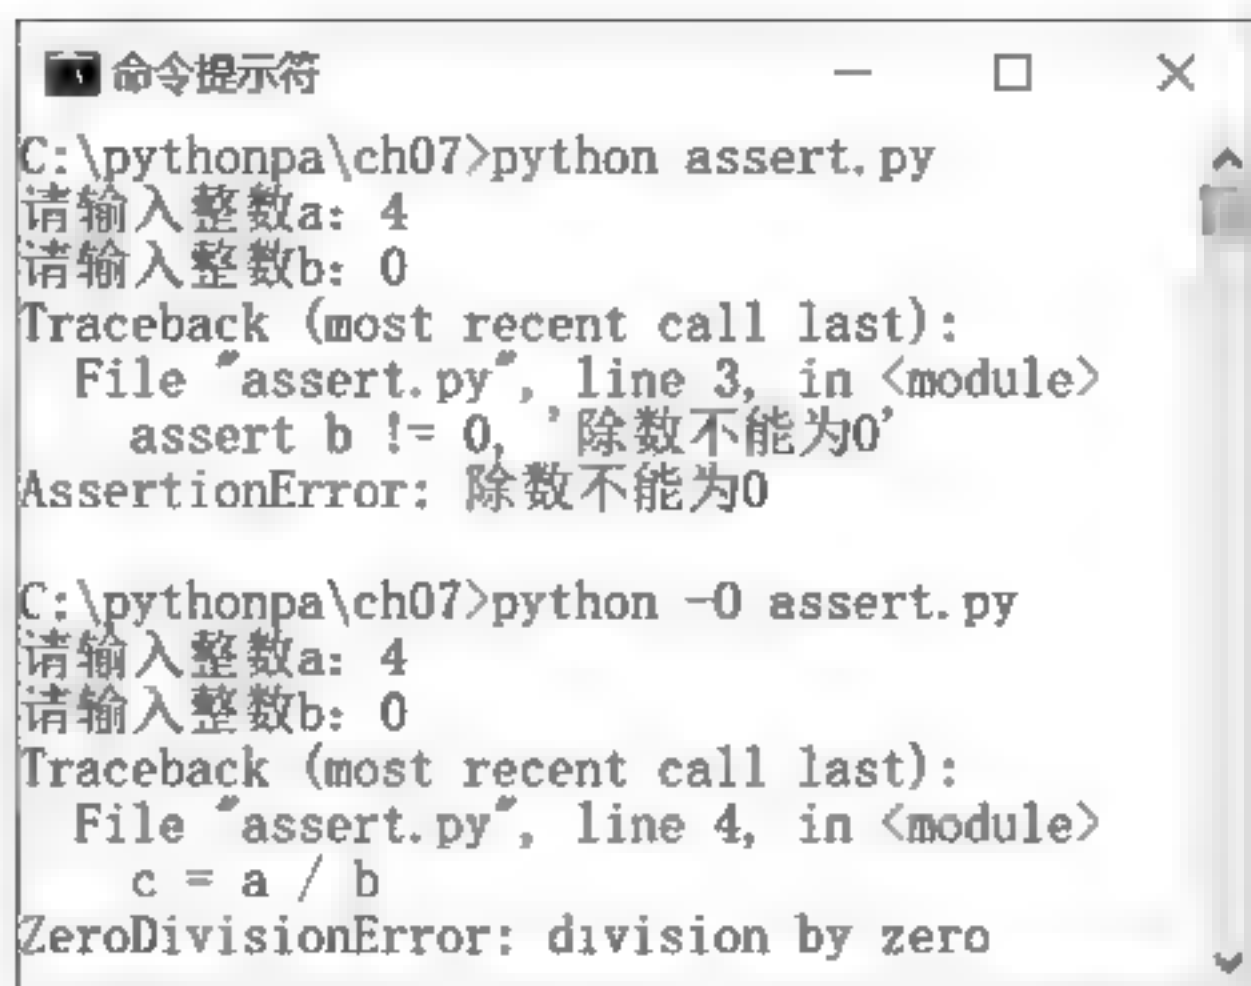 命令提示符
C:\pythonpa\ch07>python assert.py
请输入整数a: 4
请输入整数b: 0
Traceback (most recent call last):
  File "assert.py", line 3, in <module>
    assert b != 0, '除数不能为0'
AssertionError: 除数不能为0
C:\pythonpa\ch07>python -O assert.py
请输入整数a: 4
请输入整数b: 0
Traceback (most recent call last):
  File "assert.py", line 4, in <module>
    c = a / b
ZeroDivisionError: division by zero